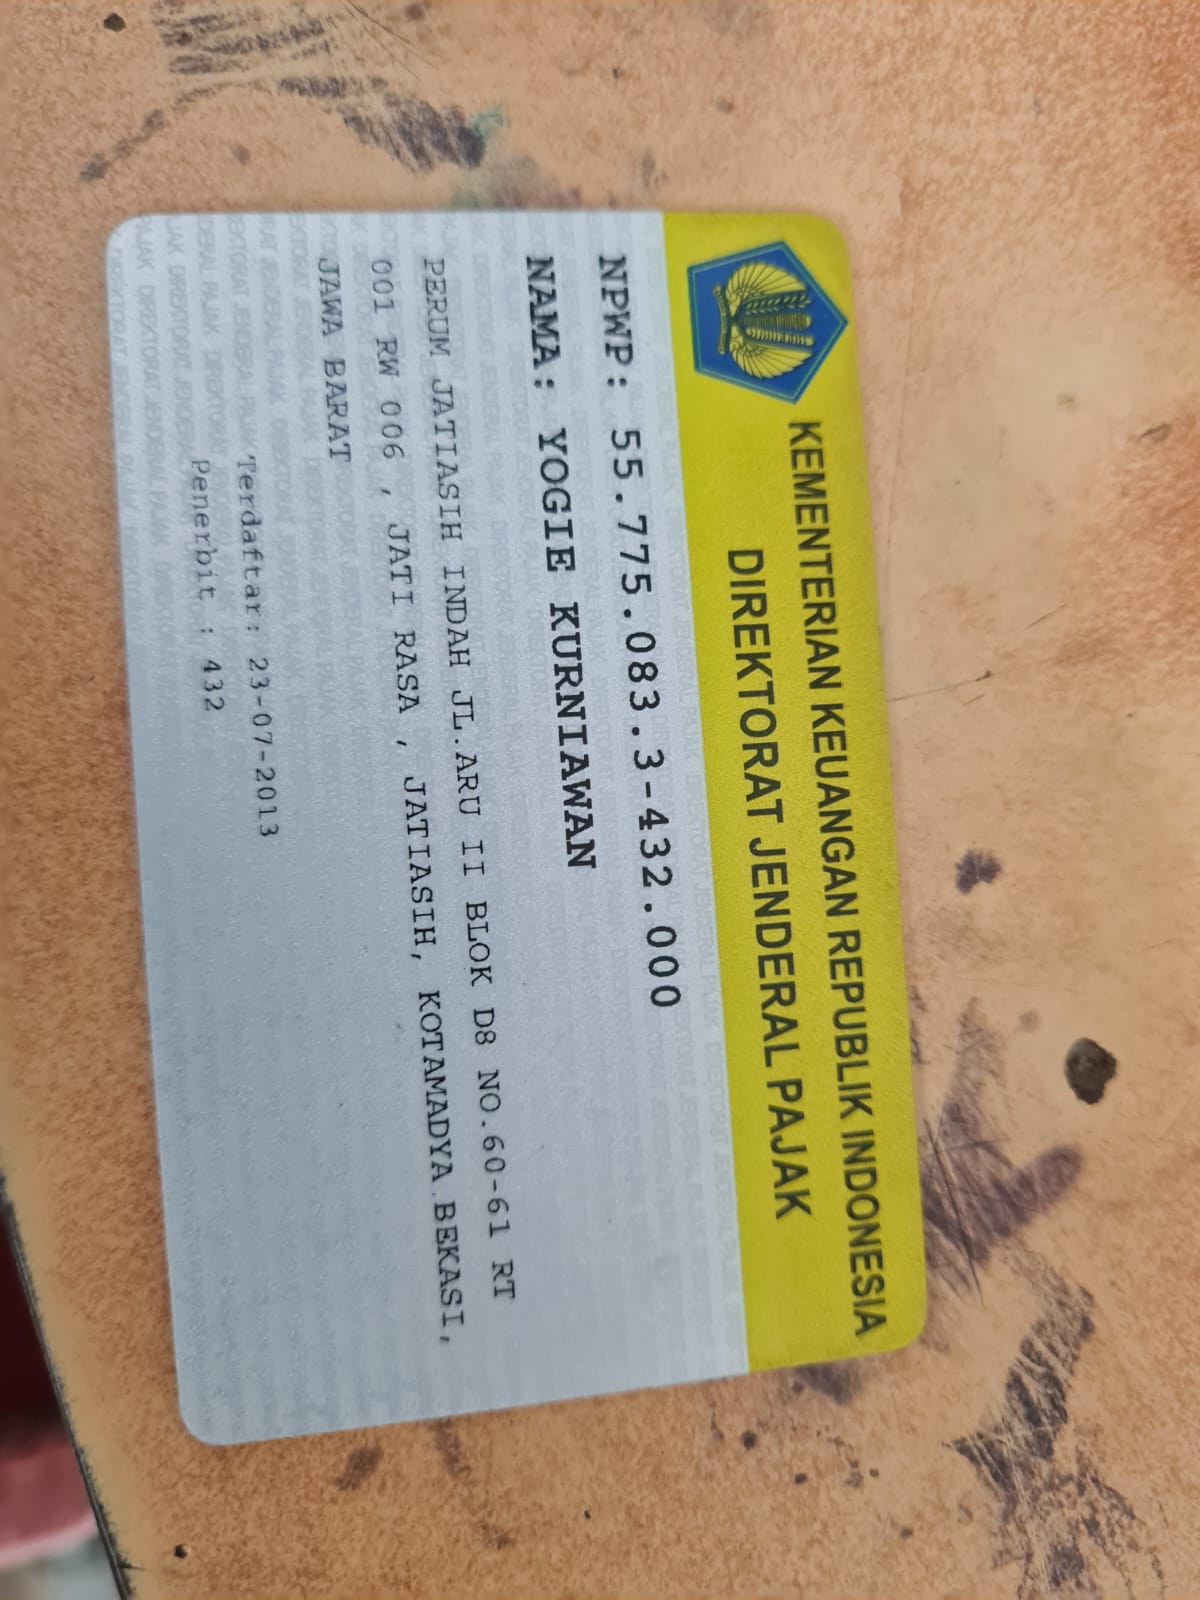 KEMENTERIAN KEUANGAN REPUBLIK INDONESIA
DIREKTORAT JENDERAL PAJAK
NPWP: 55.775.083.3-432.000
NAMA: YOGIE KURNIAWAN
PERUM JATIASIH INDAH JL.ARU II BLOK D8 NO.60-61 RT
001 RW 006 , JATI RASA , JATIASIH, KOTAMADYA BEKASI,
JAWA BARAT
Terdaftar: 23-07-2013
Penerbit : 432